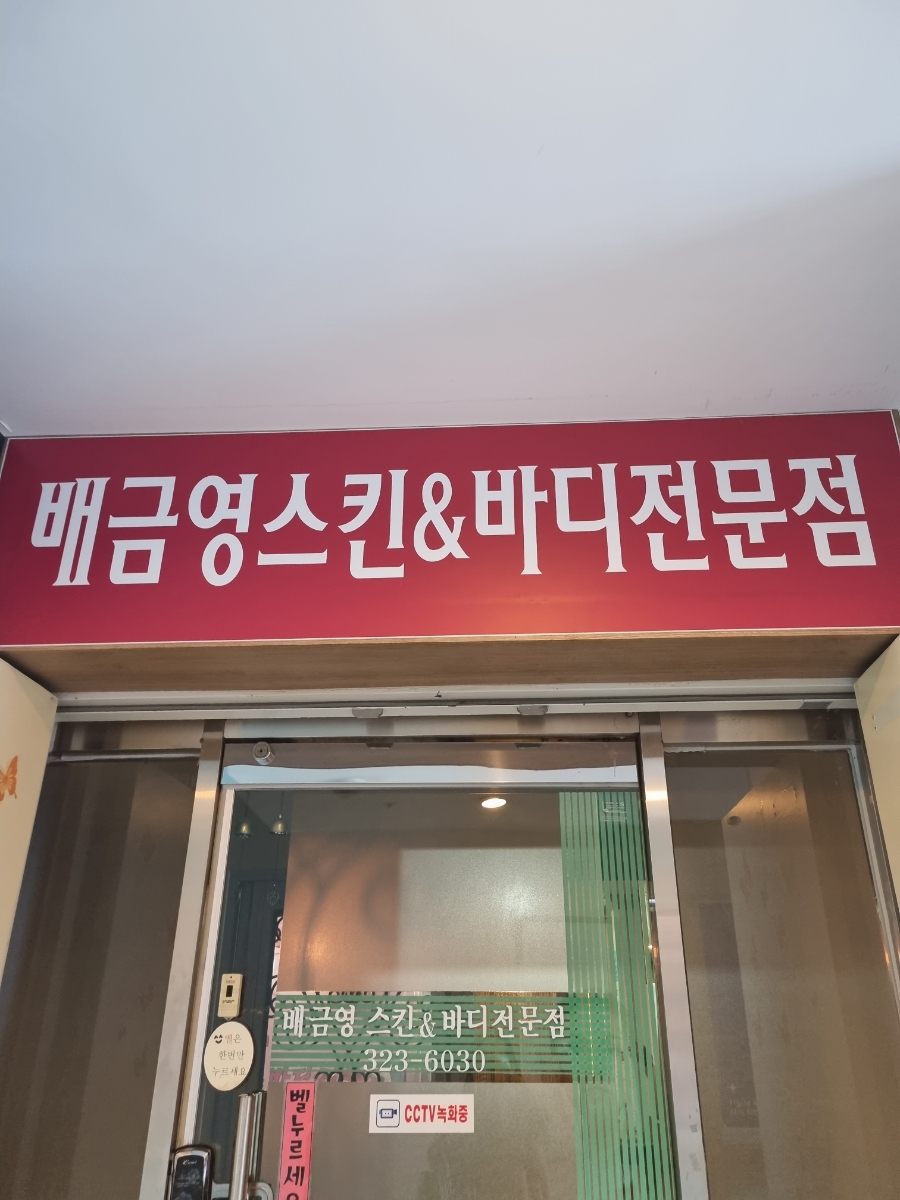 배금영스킨&바디전문점
배금영 스킨&바디전문점
323-6030
벨은
한번만
누르세요
CCTV녹화중
벨누르세요